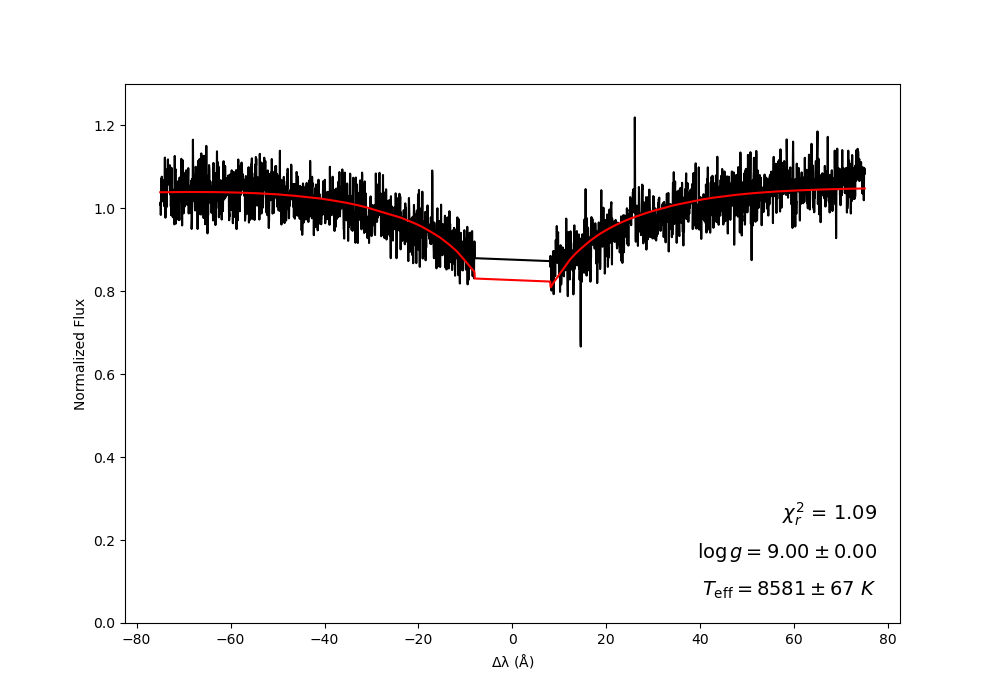 1.2
1.0
0.8
0.6
0.4
0.2
0.0
Normalized Flux
χ²ᵣ = 1.09
log g = 9.00 ± 0.00
T_eff = 8581 ± 67 K
−80 −60 −40 −20 0 20 40 60 80
Δλ (Å)